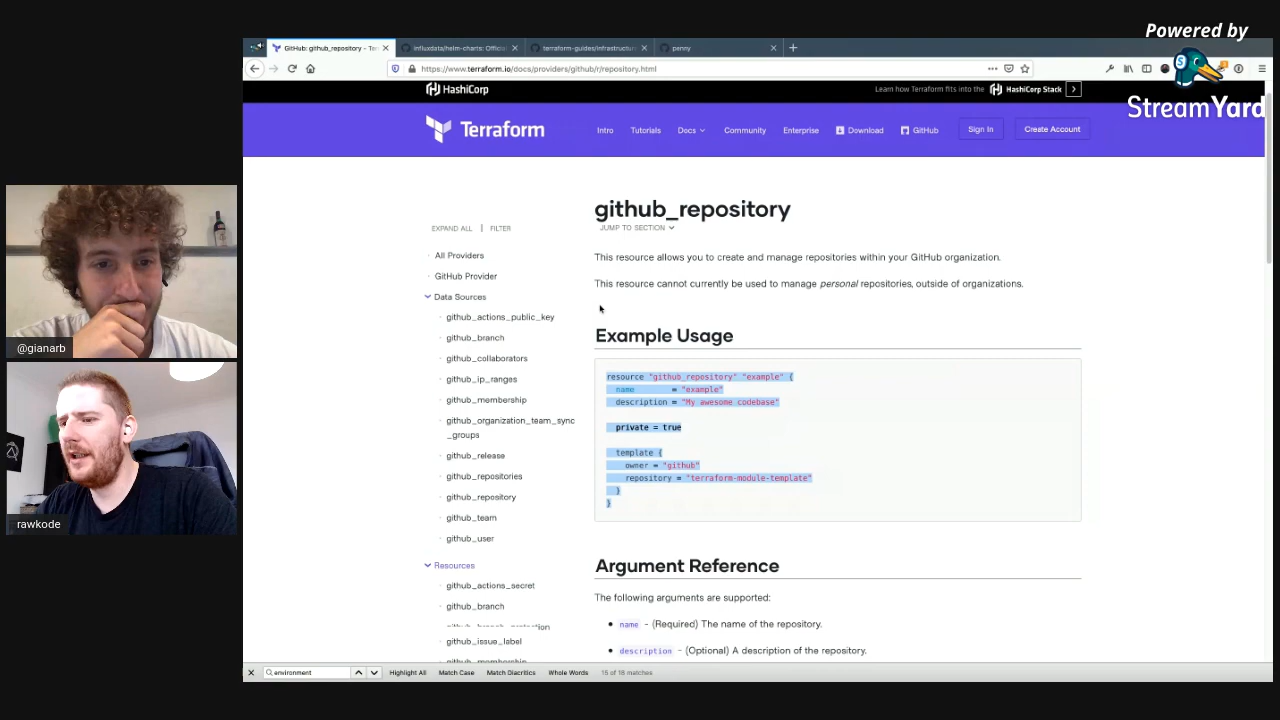 Powered by
StreamYard
GitHub: github_repository - Ter
influxdata/helm-charts: Offici
terraform-guides/infrastructur
penny
https://www.terraform.io/docs/providers/github/r/repository.html
HashiCorp
Learn how Terraform fits into the HashiCorp Stack
Terraform
Intro
Tutorials
Docs
Community
Enterprise
Download
GitHub
Sign In
Create Account
EXPAND ALL | FILTER
All Providers
GitHub Provider
Data Sources
github_actions_public_key
github_branch
github_collaborators
github_ip_ranges
github_membership
github_organization_team_sync
_groups
github_release
github_repositories
github_repository
github_team
github_user
Resources
github_actions_secret
github_branch
github_branch_protection
github_issue_label
github_membership
github_repository
JUMP TO SECTION
This resource allows you to create and manage repositories within your GitHub organization.
This resource cannot currently be used to manage personal repositories, outside of organizations.
Example Usage
resource "github_repository" "example" {
name = "example"
description = "My awesome codebase"
private = true
template {
owner = "github"
repository = "terraform-module-template"
}
}
Argument Reference
The following arguments are supported:
name - (Required) The name of the repository.
description - (Optional) A description of the repository.
@gianarb
rawkode
environment
Highlight All
Match Case
Match Diacritics
Whole Words
15 of 18 matches